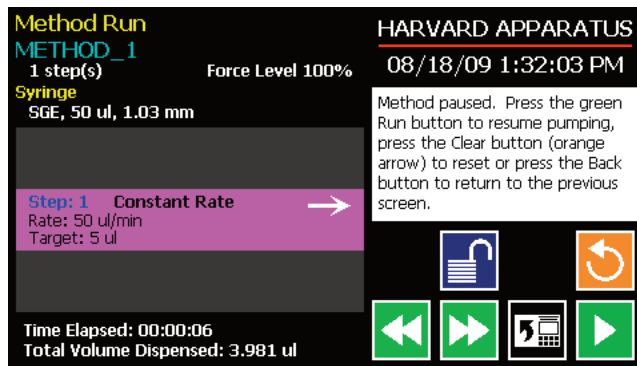 Method Run
METHOD_1
1 step(s) Force Level 100%
Syringe
SGE, 50 ul, 1.03 mm
Step: 1 Constant Rate
Rate: 50 ul/min
Target: 5 ul
Time Elapsed: 00:00:06
Total Volume Dispensed: 3.981 ul
HARVARD APPARATUS
08/18/09 1:32:03 PM
Method paused. Press the green
Run button to resume pumping,
press the Clear button (orange
arrow) to reset or press the Back
button to return to the previous
screen.